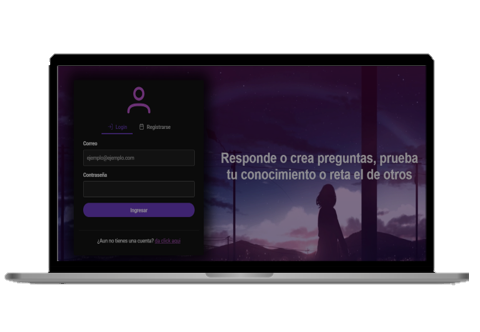 Login Registrarse
Correo
ejemplo@ejemplo.com
Contraseña
Ingresar
¿Aun no tienes una cuenta? da click aqui
Responde o crea preguntas, prueba
tu conocimiento o reta el de otros